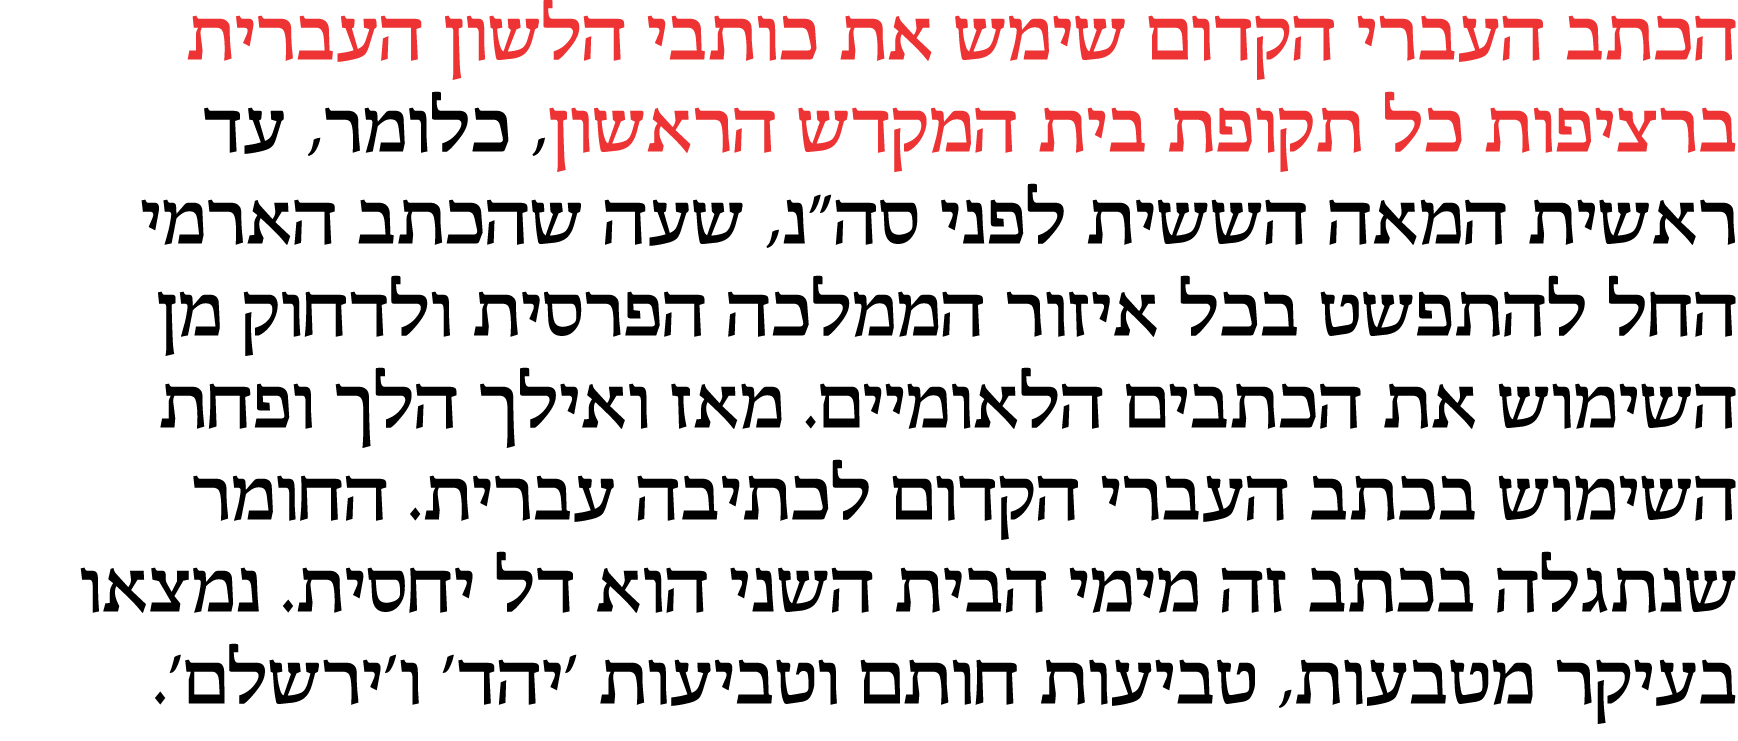 הכתב העברי הקדום שימש את כותבי הלשון העברית
ברציפות כל תקופת בית המקדש הראשון, כלומר, עד
ראשית המאה הששית לפני סה״נ, שעה שהכתב הארמי
החל להתפשט בכל איזור הממלכה הפרסית ולדחוק מן
השימוש את הכתבים הלאומיים. מאז ואילך הלך ופחת
השימוש בכתב העברי הקדום לכתיבה עברית. החומר
שנתגלה בכתב זה מימי הבית השני הוא דל יחסית. נמצאו
בעיקר מטבעות, טביעות חותם וטביעות ׳יהד׳ ו׳ירשלם׳.